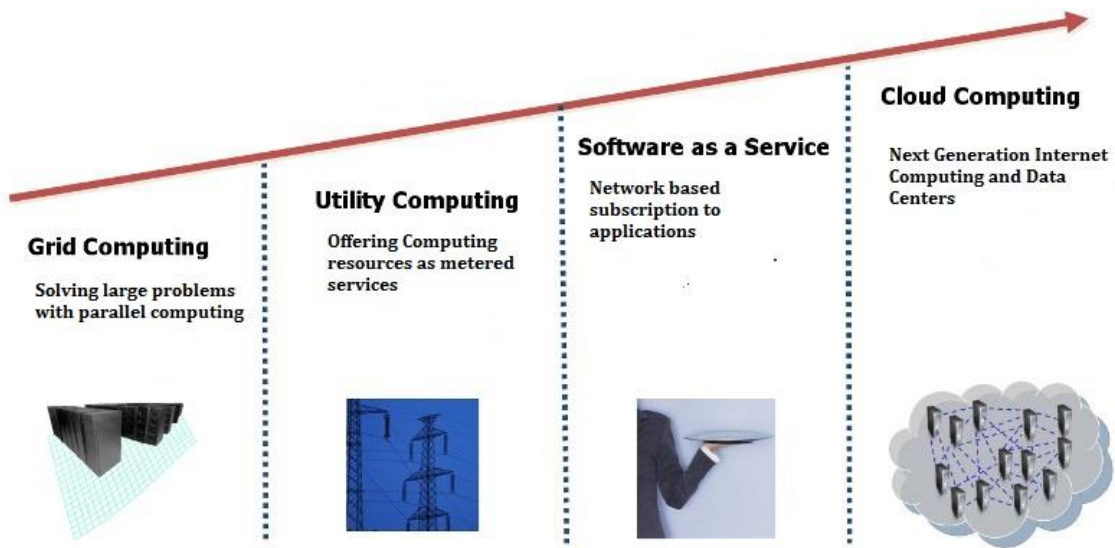 Grid Computing
Solving large problems
with parallel computing
Utility Computing
Offering Computing
resources as metered
services
Software as a Service
Network based
subscription to
applications
Cloud Computing
Next Generation Internet
Computing and Data
Centers